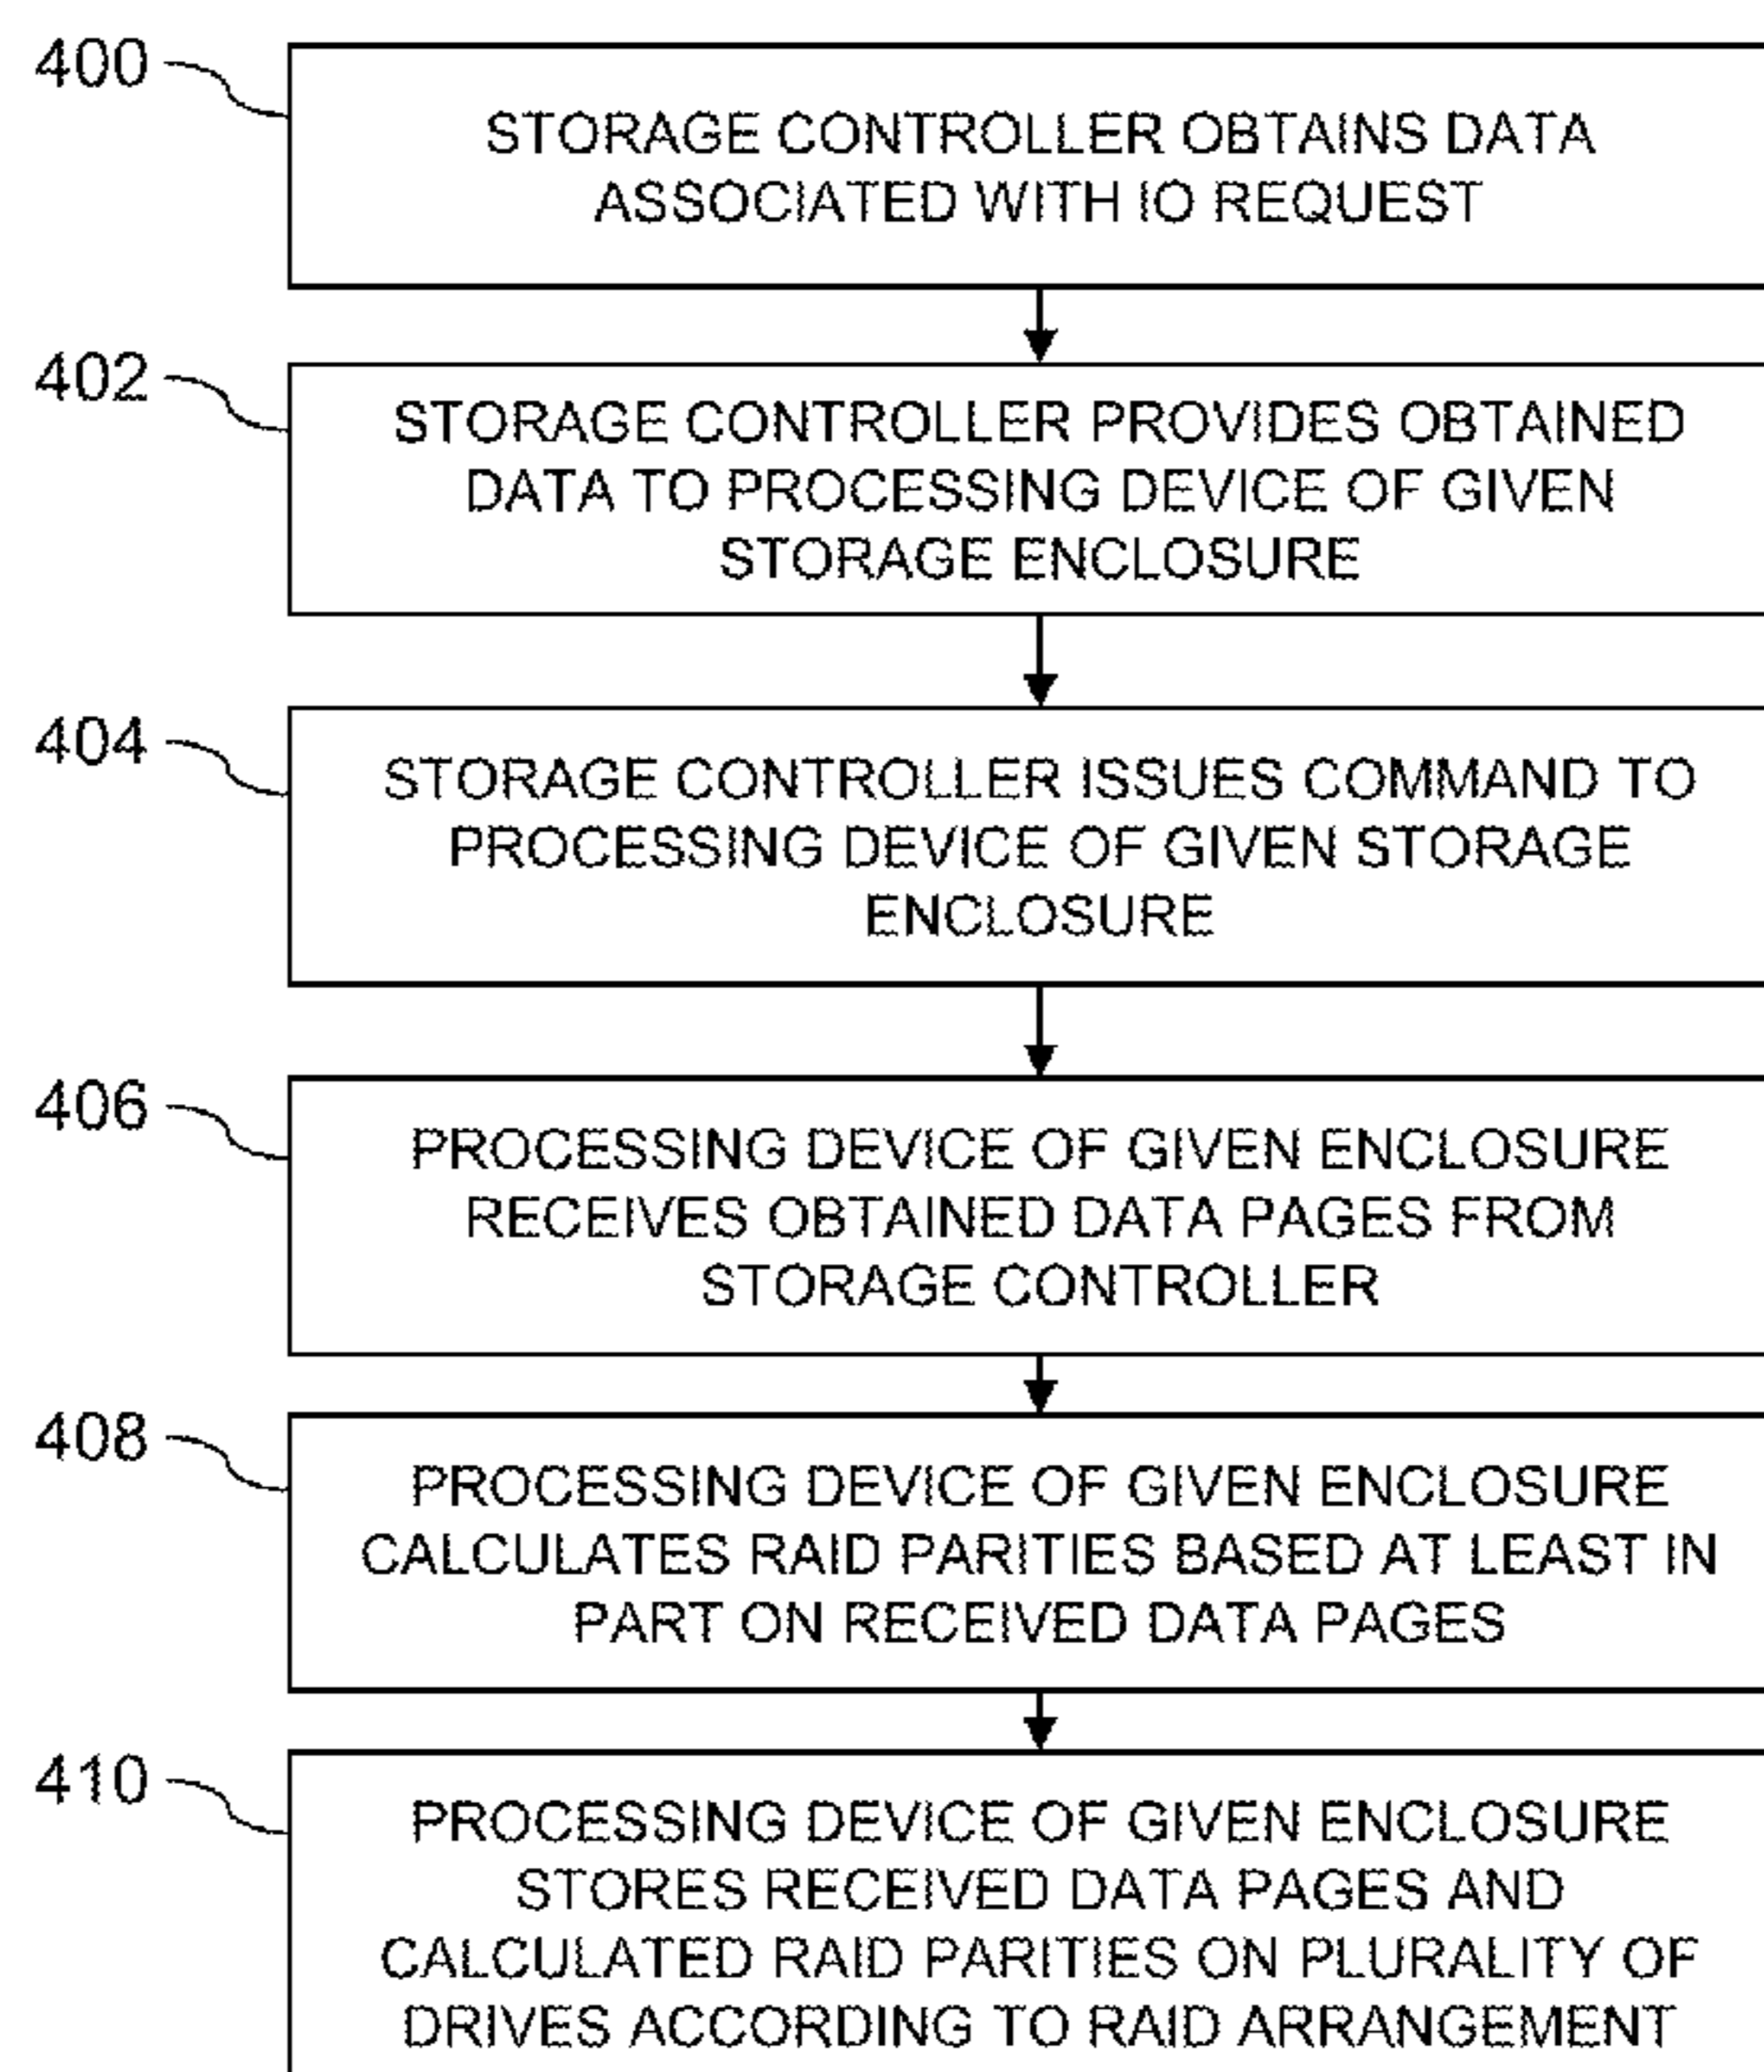 400
STORAGE CONTROLLER OBTAINS DATA
ASSOCIATED WITH IO REQUEST
402
STORAGE CONTROLLER PROVIDES OBTAINED
DATA TO PROCESSING DEVICE OF GIVEN
STORAGE ENCLOSURE
404
STORAGE CONTROLLER ISSUES COMMAND TO
PROCESSING DEVICE OF GIVEN STORAGE
ENCLOSURE
406
PROCESSING DEVICE OF GIVEN ENCLOSURE
RECEIVES OBTAINED DATA PAGES FROM
STORAGE CONTROLLER
408
PROCESSING DEVICE OF GIVEN ENCLOSURE
CALCULATES RAID PARITIES BASED AT LEAST IN
PART ON RECEIVED DATA PAGES
410
PROCESSING DEVICE OF GIVEN ENCLOSURE
STORES RECEIVED DATA PAGES AND
CALCULATED RAID PARITIES ON PLURALITY OF
DRIVES ACCORDING TO RAID ARRANGEMENT